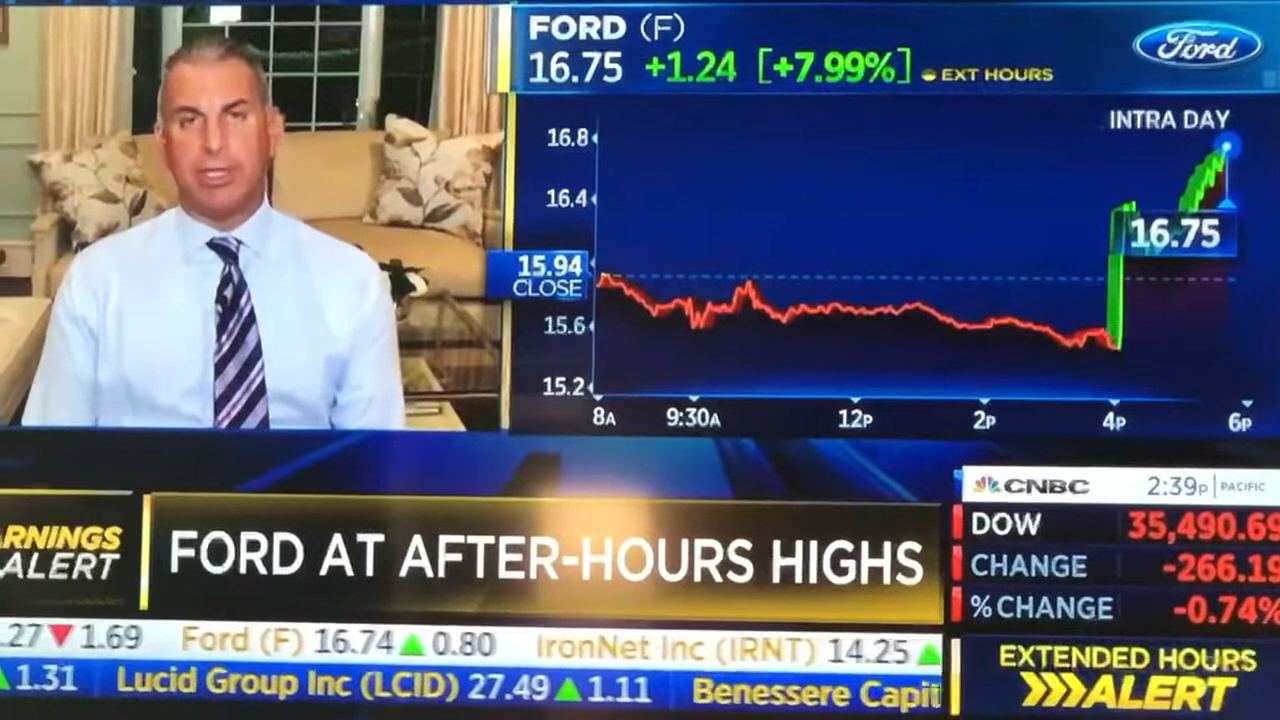 FORD (F)
16.75 +1.24 [+7.99%] EXT HOURS
Ford
INTRA DAY
16.8
16.4
16.75
15.94
CLOSE
15.6
15.2
8A 9:30A 12P 2P 4P 6P
CNBC 2:39P PACIFIC
DOW 35,490.69
CHANGE -266.19
% CHANGE -0.74%
RNINGS
ALERT
FORD AT AFTER-HOURS HIGHS
.27 ▼ 1.69 Ford (F) 16.74 ▲ 0.80 IronNet Inc (IRNT) 14.25 ▲
▲ 1.31 Lucid Group Inc (LCID) 27.49 ▲ 1.11 Benessere Capit
EXTENDED HOURS
ALERT